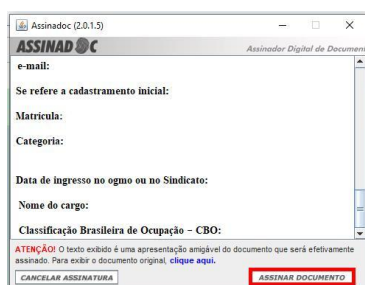 Assinadoc (2.0.1.5)
ASSINADOC
Assinador Digital de Documen
e-mail:
Se refere a cadastramento inicial:
Matrícula:
Categoria:
Data de ingresso no ogmo ou no Sindicato:
Nome do cargo:
Classificação Brasileira de Ocupação – CBO:
ATENÇÃO! O texto exibido é uma apresentação amigável do documento que será efetivamente
assinado. Para exibir o documento original, clique aqui.
CANCELAR ASSINATURA
ASSINAR DOCUMENTO